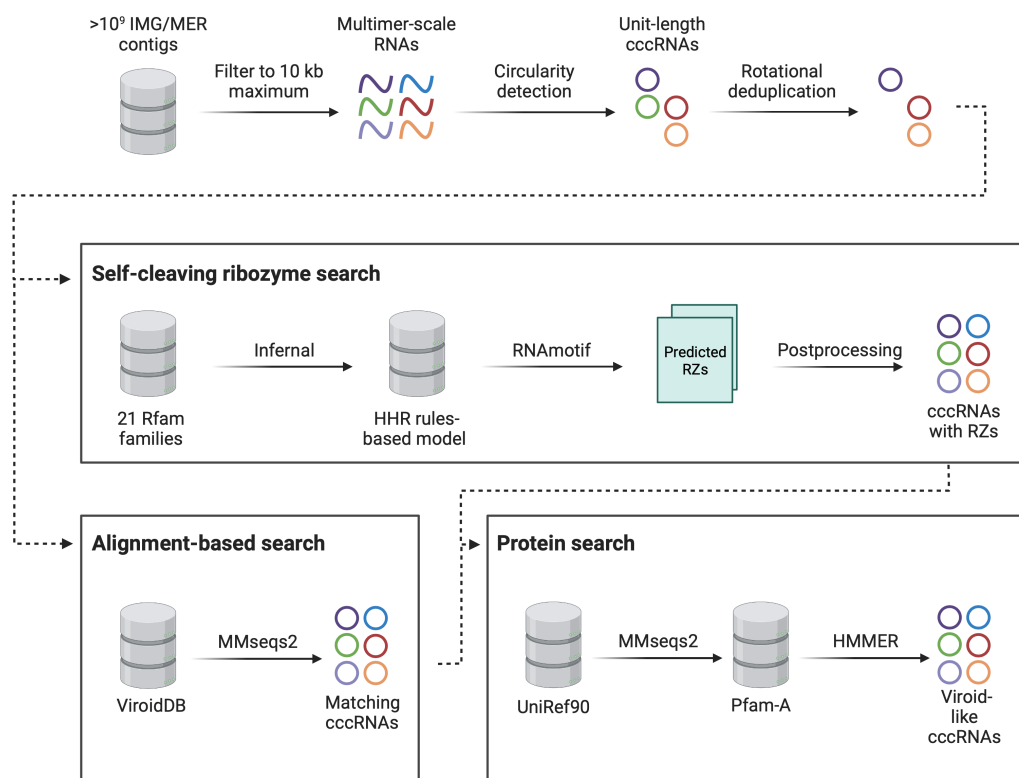 >10⁹ IMG/MER
contigs
Filter to 10 kb
maximum
Multimer-scale
RNAs
Circularity
detection
Unit-length
cccRNAs
Rotational
deduplication
Self-cleaving ribozyme search
21 Rfam
families
Infernal
HHR rules-
based model
RNAmotif
Predicted
RZs
Postprocessing
cccRNAs
with RZs
Alignment-based search
ViroidDB
MMseqs2
Matching
cccRNAs
Protein search
UniRef90
MMseqs2
Pfam-A
HMMER
Viroid-
like
cccRNAs